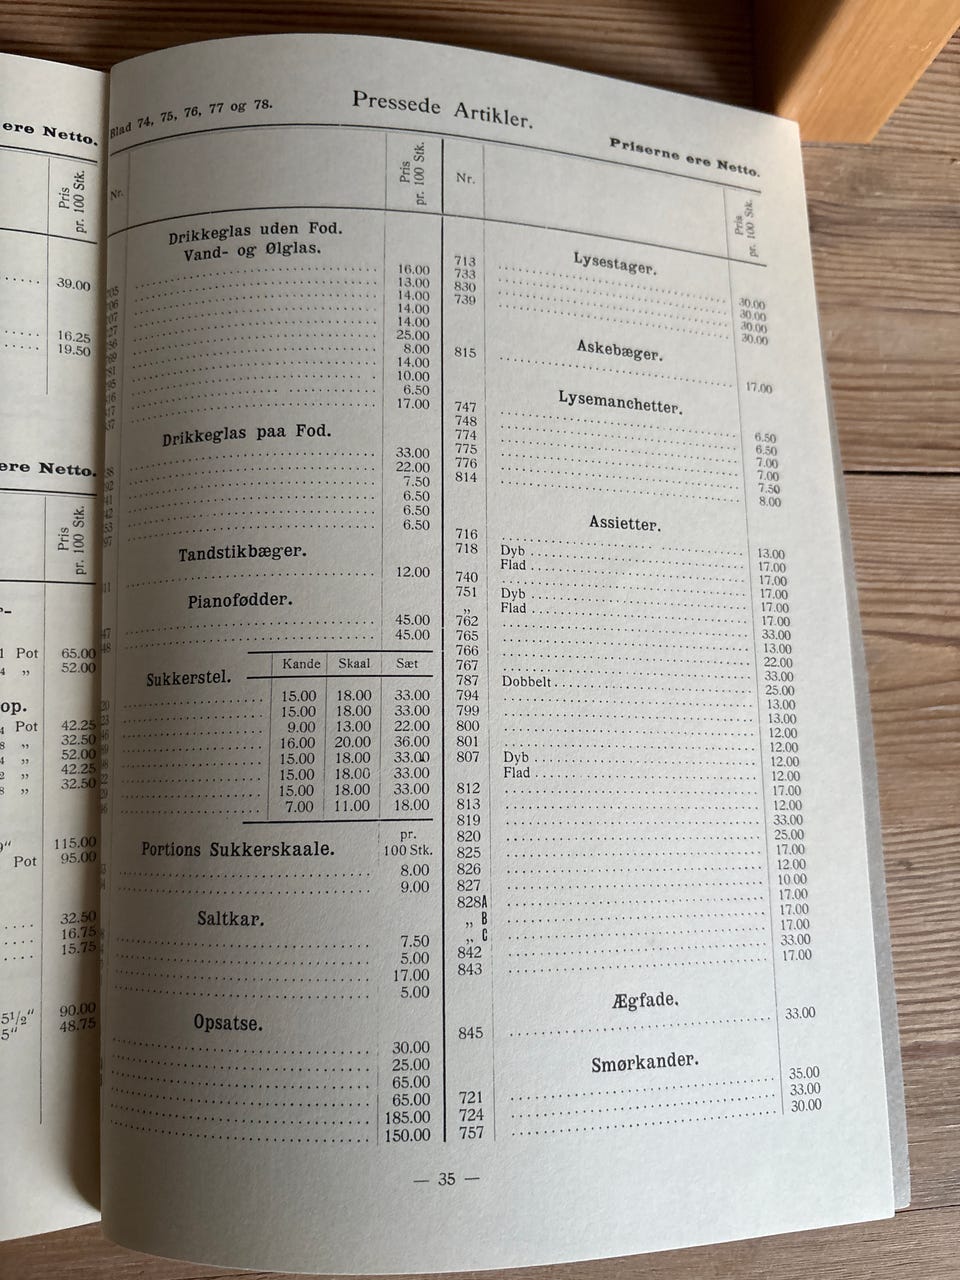 ere Netto.
Pris
pr. 100 Stk.
39.00
16.25
19.50
ere Netto.
Pris
pr. 100 Stk.
1 Pot 65.00
„ 52.00
op.
Pot 42.25
„ 32.50
„ 52.00
„ 42.25
„ 32.50
115.00
Pot 95.00
32.50
16.75
15.75
5½" 90.00
5" 48.75
Blad 74, 75, 76, 77 og 78.
Pressede Artikler.
Priserne ere Netto.
Nr.
Pris
pr. 100 Stk.
Drikkeglas uden Fod.
Vand- og Ølglas.
16.00
13.00
14.00
14.00
14.00
25.00
8.00
14.00
10.00
6.50
17.00
Drikkeglas paa Fod.
33.00
22.00
7.50
6.50
6.50
6.50
Tandstikbæger.
12.00
Pianofødder.
45.00
45.00
Sukkerstel. Kande Skaal Sæt
15.00 18.00 33.00
15.00 18.00 33.00
9.00 13.00 22.00
16.00 20.00 36.00
15.00 18.00 33.00
15.00 18.00 33.00
15.00 18.00 33.00
7.00 11.00 18.00
Portions Sukkerskaale. pr.
100 Stk.
8.00
9.00
Saltkar.
7.50
5.00
17.00
5.00
Opsatse.
30.00
25.00
65.00
65.00
185.00
150.00
Nr.
Pris
pr. 100 Stk.
Lysestager.
713 30.00
733 30.00
830 30.00
739 30.00
Askebæger.
815 17.00
Lysemanchetter.
747 6.50
748 6.50
774 7.00
775 7.00
776 7.50
814 8.00
Assietter.
716 13.00
718 Dyb 17.00
Flad 17.00
740 17.00
751 Dyb 17.00
„ Flad 17.00
762 33.00
765 13.00
766 22.00
767 33.00
787 Dobbelt 25.00
794 13.00
799 13.00
800 12.00
801 12.00
807 Dyb 12.00
Flad 12.00
812 17.00
813 12.00
819 33.00
820 25.00
825 17.00
826 12.00
827 10.00
828A 17.00
„ B 17.00
„ C 17.00
842 33.00
843 17.00
Ægfade.
845 33.00
Smørkander.
721 35.00
724 33.00
757 30.00
— 35 —